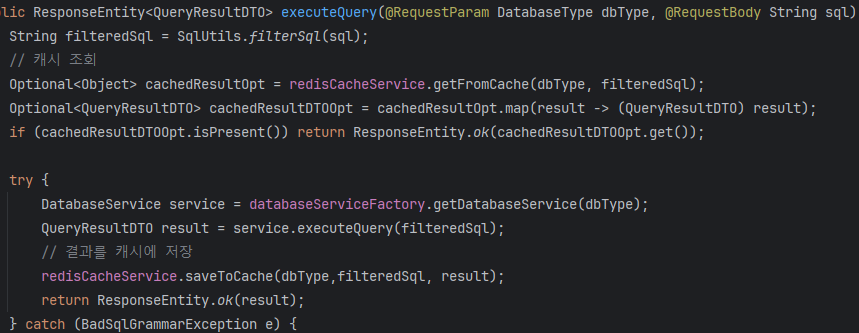 blic ResponseEntity<QueryResultDTO> executeQuery(@RequestParam DatabaseType dbType, @RequestBody String sql)
String filteredSql = SqlUtils.filterSql(sql);
// 캐시 조회
Optional<Object> cachedResultOpt = redisCacheService.getFromCache(dbType, filteredSql);
Optional<QueryResultDTO> cachedResultDTOOpt = cachedResultOpt.map(result -> (QueryResultDTO) result);
if (cachedResultDTOOpt.isPresent()) return ResponseEntity.ok(cachedResultDTOOpt.get());
try {
DatabaseService service = databaseServiceFactory.getDatabaseService(dbType);
QueryResultDTO result = service.executeQuery(filteredSql);
// 결과를 캐시에 저장
redisCacheService.saveToCache(dbType,filteredSql, result);
return ResponseEntity.ok(result);
} catch (BadSqlGrammarException e) {